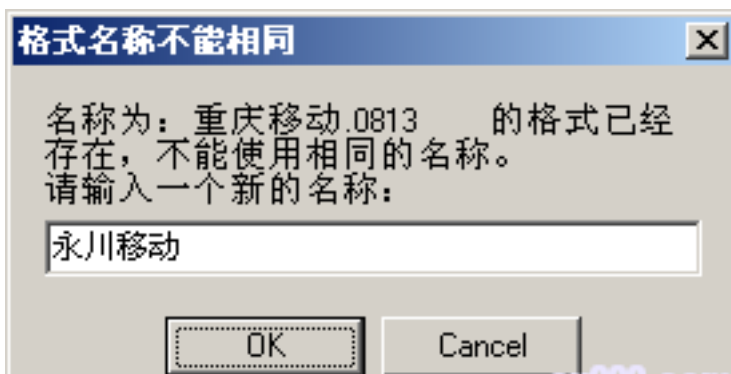 格式名称不能相同
名称为：重庆移动.0813 的格式已经
存在，不能使用相同的名称。
请输入一个新的名称：
永川移动
OK Cancel